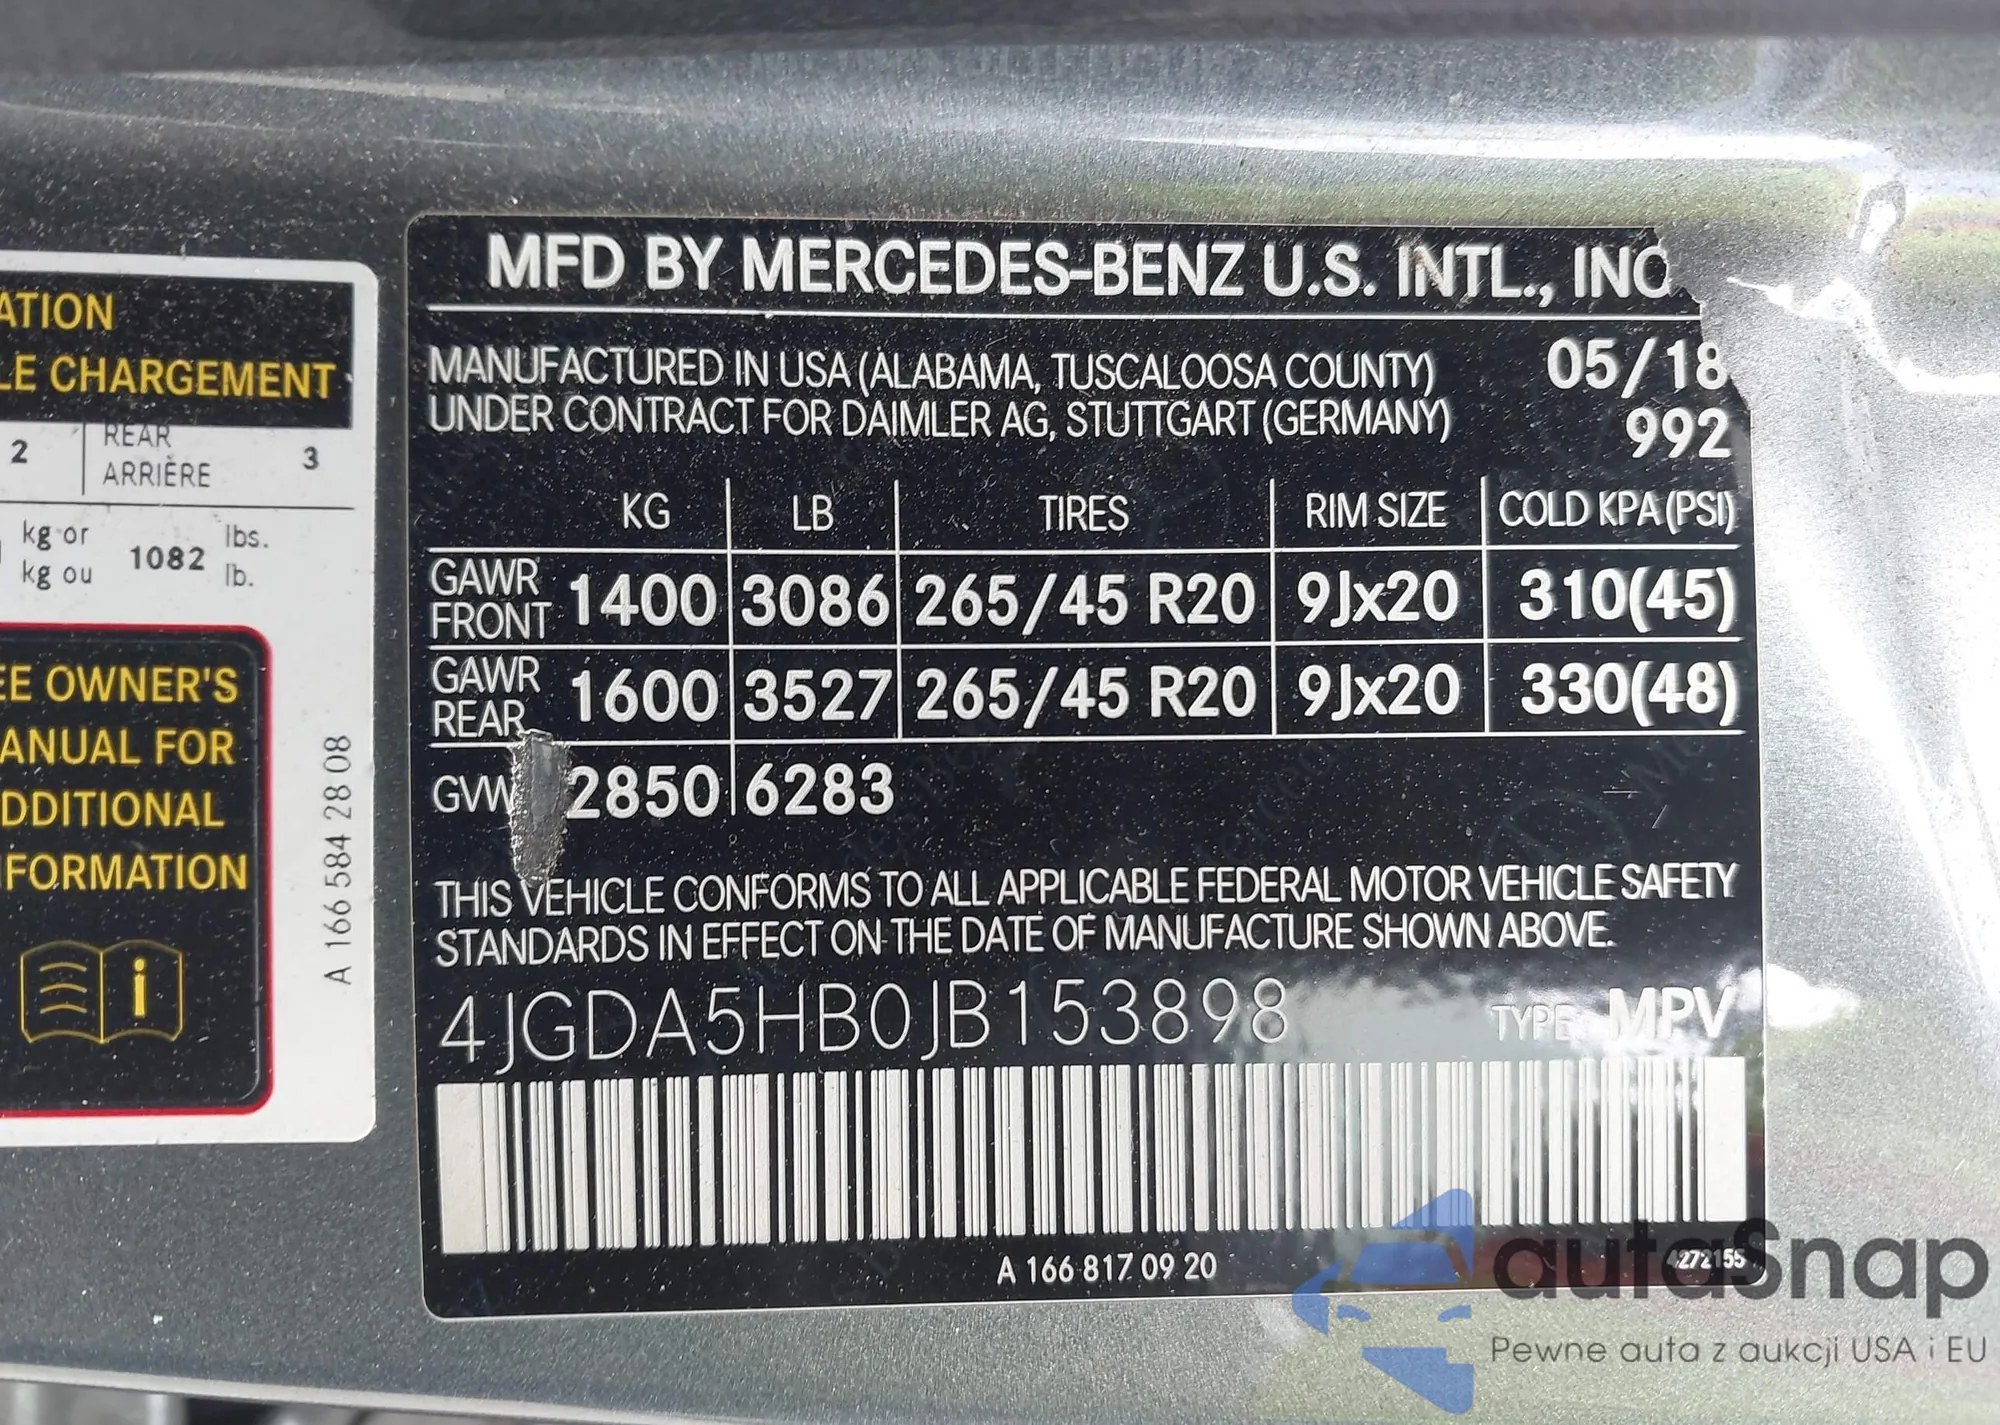 ATION
LE CHARGEMENT
2 REAR 3
ARRIÈRE
kg or 1082 lbs.
kg ou lb.
EE OWNER'S
ANUAL FOR
DDITIONAL
NFORMATION
i
A 166 584 28 08
MFD BY MERCEDES-BENZ U.S. INTL., INC.
MANUFACTURED IN USA (ALABAMA, TUSCALOOSA COUNTY) 05/18
UNDER CONTRACT FOR DAIMLER AG, STUTTGART (GERMANY) 992
KG LB TIRES RIM SIZE COLD KPA (PSI)
GAWR FRONT 1400 3086 265/45 R20 9Jx20 310(45)
GAWR REAR 1600 3527 265/45 R20 9Jx20 330(48)
GVW 2850 6283
THIS VEHICLE CONFORMS TO ALL APPLICABLE FEDERAL MOTOR VEHICLE SAFETY
STANDARDS IN EFFECT ON THE DATE OF MANUFACTURE SHOWN ABOVE.
4JGDA5HB0JB153898 TYPE: MPV
A 166 817 09 20 4272155
autaSnap
Pewne auta z aukcji USA i EU